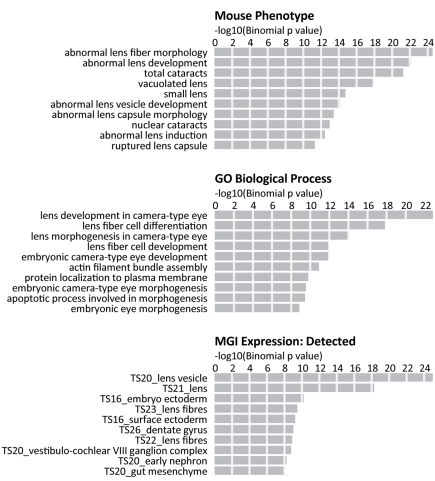 Mouse Phenotype
-log10(Binomial p value)
0 2 4 6 8 10 12 14 16 18 20 22 24
abnormal lens fiber morphology
abnormal lens development
total cataracts
vacuolated lens
small lens
abnormal lens vesicle development
abnormal lens capsule morphology
nuclear cataracts
abnormal lens induction
ruptured lens capsule
GO Biological Process
-log10(Binomial p value)
0 2 4 6 8 10 12 14 16 18 20 22
lens development in camera-type eye
lens fiber cell differentiation
lens morphogenesis in camera-type eye
lens fiber cell development
embryonic camera-type eye development
actin filament bundle assembly
protein localization to plasma membrane
embryonic camera-type eye morphogenesis
apoptotic process involved in morphogenesis
embryonic eye morphogenesis
MGI Expression: Detected
-log10(Binomial p value)
0 2 4 6 8 10 12 14 16 18 20 22 24
TS20_lens vesicle
TS21_lens
TS16_embryo ectoderm
TS23_lens fibres
TS16_surface ectoderm
TS26_dentate gyrus
TS22_lens fibres
TS20_vestibulo-cochlear VIII ganglion complex
TS20_early nephron
TS20_gut mesenchyme